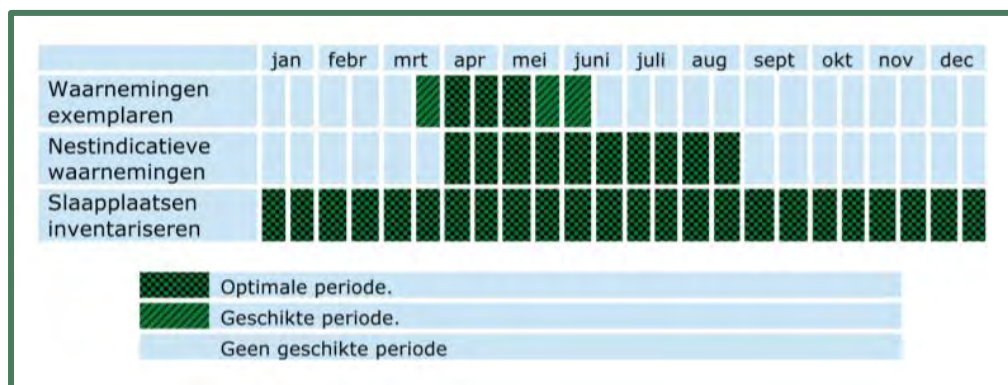 jan febr mrt apr mei juni juli aug sept okt nov dec
Waarnemingen
exemplaren
Nestindicatieve
waarnemingen
Slaapplaatsen
inventariseren
Optimale periode.
Geschikte periode.
Geen geschikte periode